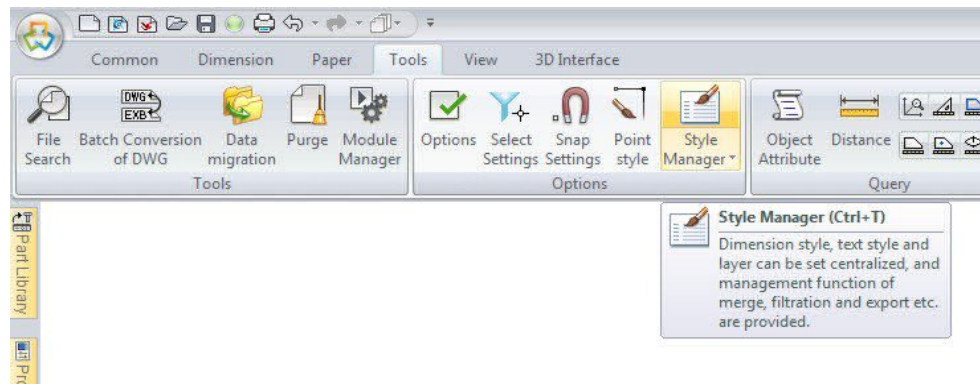 Common Dimension Paper Tools View 3D Interface
DWG
EXB
File Search
Batch Conversion of DWG
Data migration
Purge
Module Manager
Options
Select Settings
Snap Settings
Point style
Style Manager
Object Attribute
Distance
Tools Options Query
Part Library
Style Manager (Ctrl+T)
Dimension style, text style and
layer can be set centralized, and
management function of
merge, filtration and export etc.
are provided.